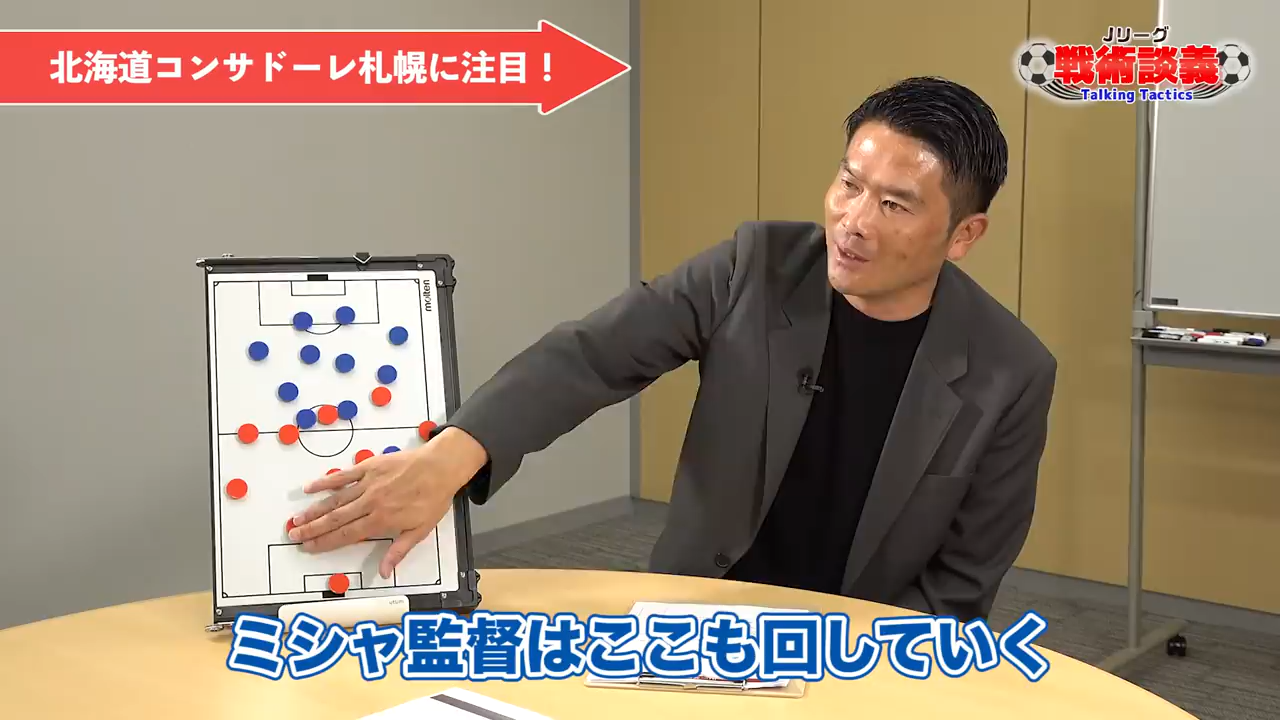 北海道コンサドーレ札幌に注目！
Jリーグ
戦術談義
Talking Tactics
molten
ミシャ監督はここも回していく